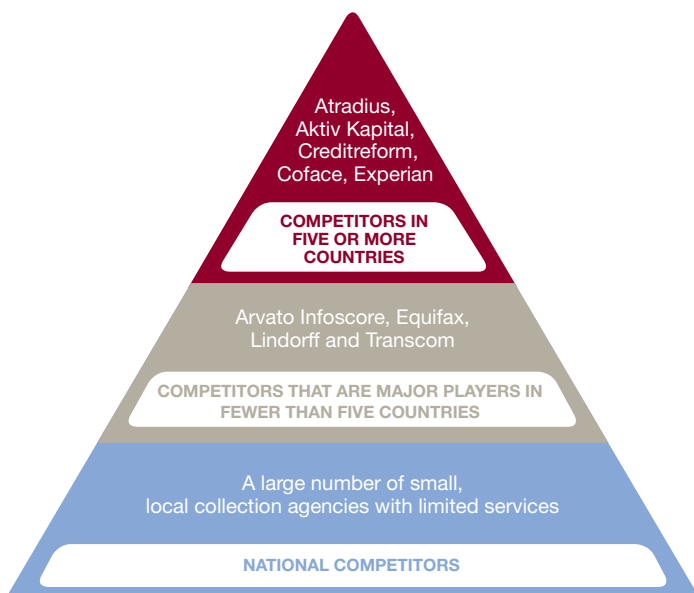 Atradius,
Aktiv Kapital,
Creditreform,
Coface, Experian
COMPETITORS IN
FIVE OR MORE
COUNTRIES
Arvato Infoscore, Equifax,
Lindorff and Transcom
COMPETITORS THAT ARE MAJOR PLAYERS IN
FEWER THAN FIVE COUNTRIES
A large number of small,
local collection agencies with limited services
NATIONAL COMPETITORS